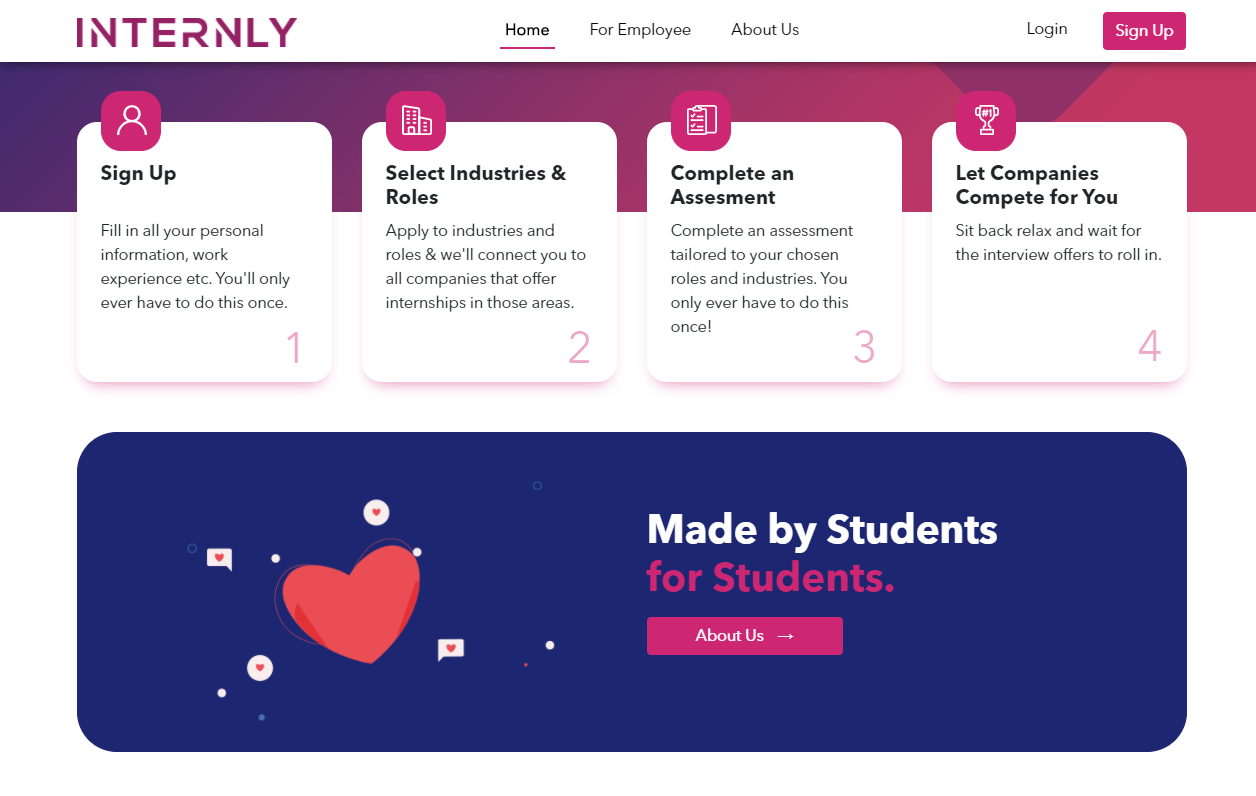 INTERNLY
Home
For Employee
About Us
Login
Sign Up
Sign Up
Fill in all your personal
information, work
experience etc. You'll only
ever have to do this once.
1
Select Industries &
Roles
Apply to industries and
roles & we'll connect you to
all companies that offer
internships in those areas.
2
Complete an
Assesment
Complete an assessment
tailored to your chosen
roles and industries. You
only ever have to do this
once!
3
#1
Let Companies
Compete for You
Sit back relax and wait for
the interview offers to roll in.
4
Made by Students
for Students.
About Us →